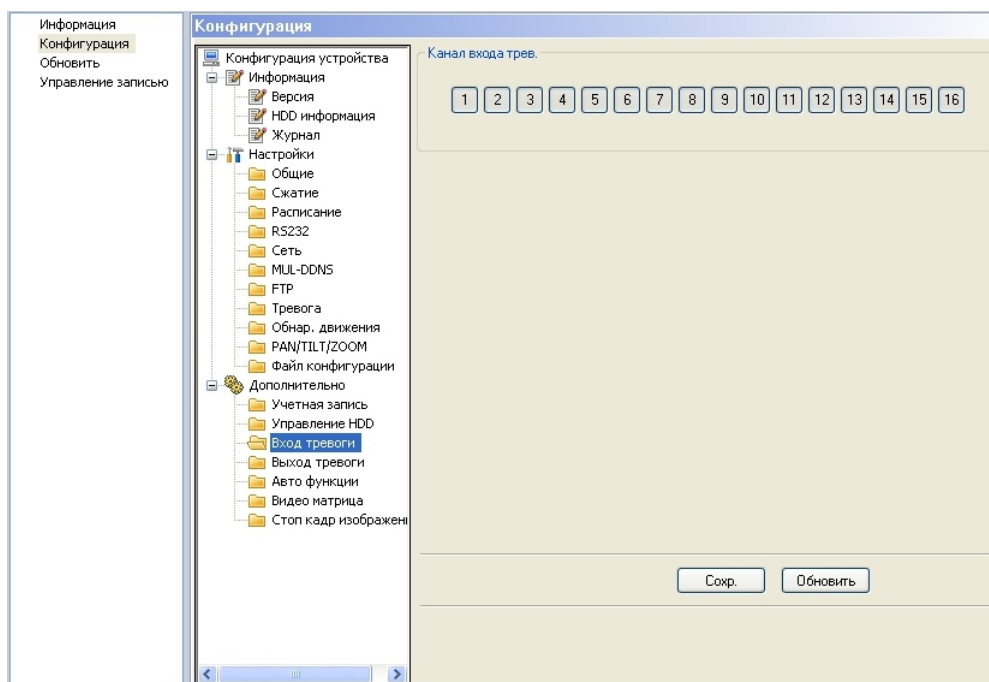 Информация
Конфигурация
Обновить
Управление записью
Конфигурация
Конфигурация устройства
Информация
Версия
HDD информация
Журнал
Настройки
Общие
Сжатие
Расписание
RS232
Сеть
MUL-DDNS
FTP
Тревога
Обнар. движения
PAN/TILT/ZOOM
Файл конфигурации
Дополнительно
Учетная запись
Управление HDD
Вход тревоги
Выход тревоги
Авто функции
Видео матрица
Стоп кадр изображени
Канал входа трев.
1 2 3 4 5 6 7 8 9 10 11 12 13 14 15 16
Сохр. Обновить